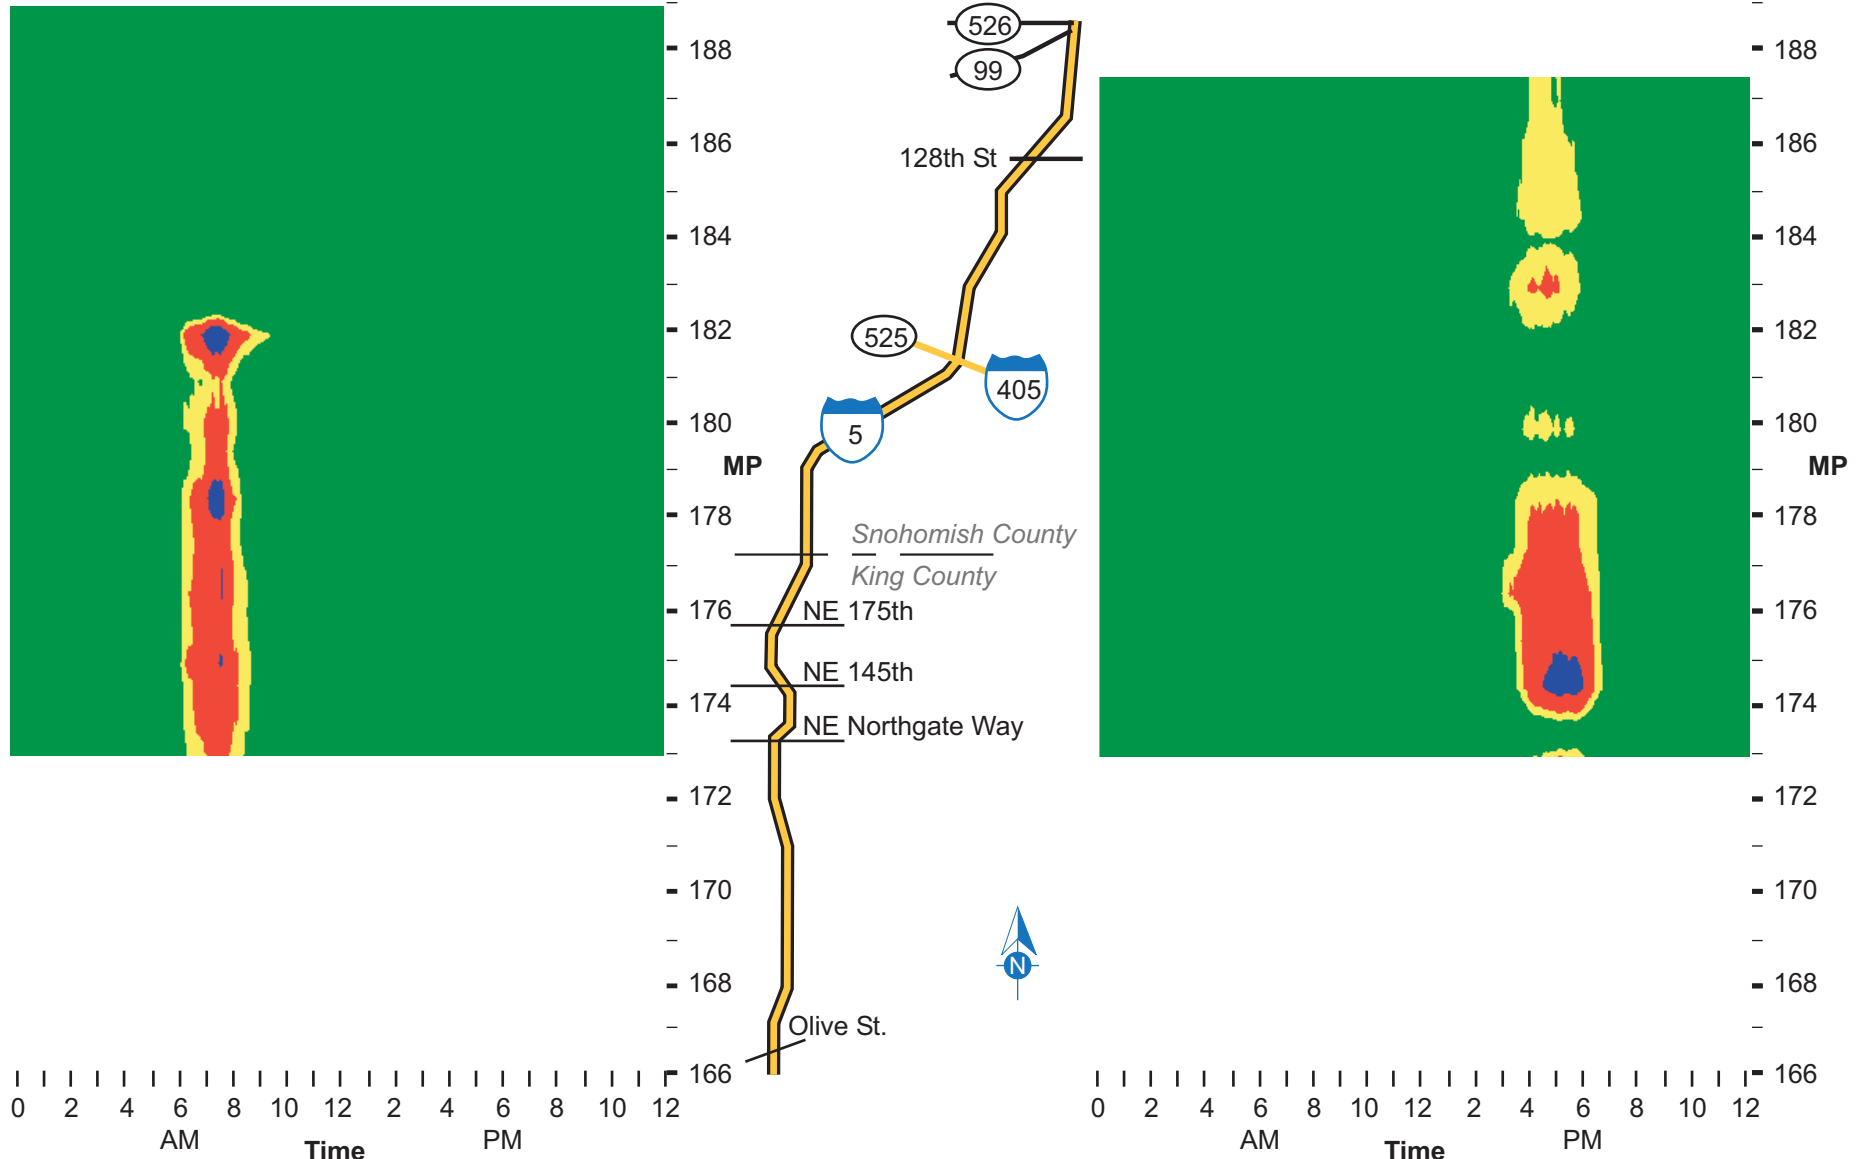 526
188
188
99
186
128th St
186
184
184
182
525
182
405
180
5
180
MP
MP
178
Snohomish County
178
King County
176
NE 175th
176
NE 145th
174
174
NE Northgate Way
172
172
170
170
N
168
168
Olive St.
166
166
0 2 4 6 8 10 12 2 4 6 8 10 12
0 2 4 6 8 10 12 2 4 6 8 10 12
AM Time PM
AM Time PM